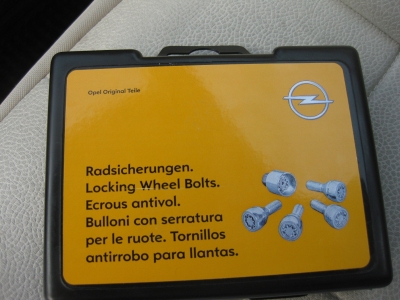 Opel Original Teile
Radsicherungen.
Locking Wheel Bolts.
Ecrous antivol.
Bulloni con serratura
per le ruote. Tornillos
antirrobo para llantas.